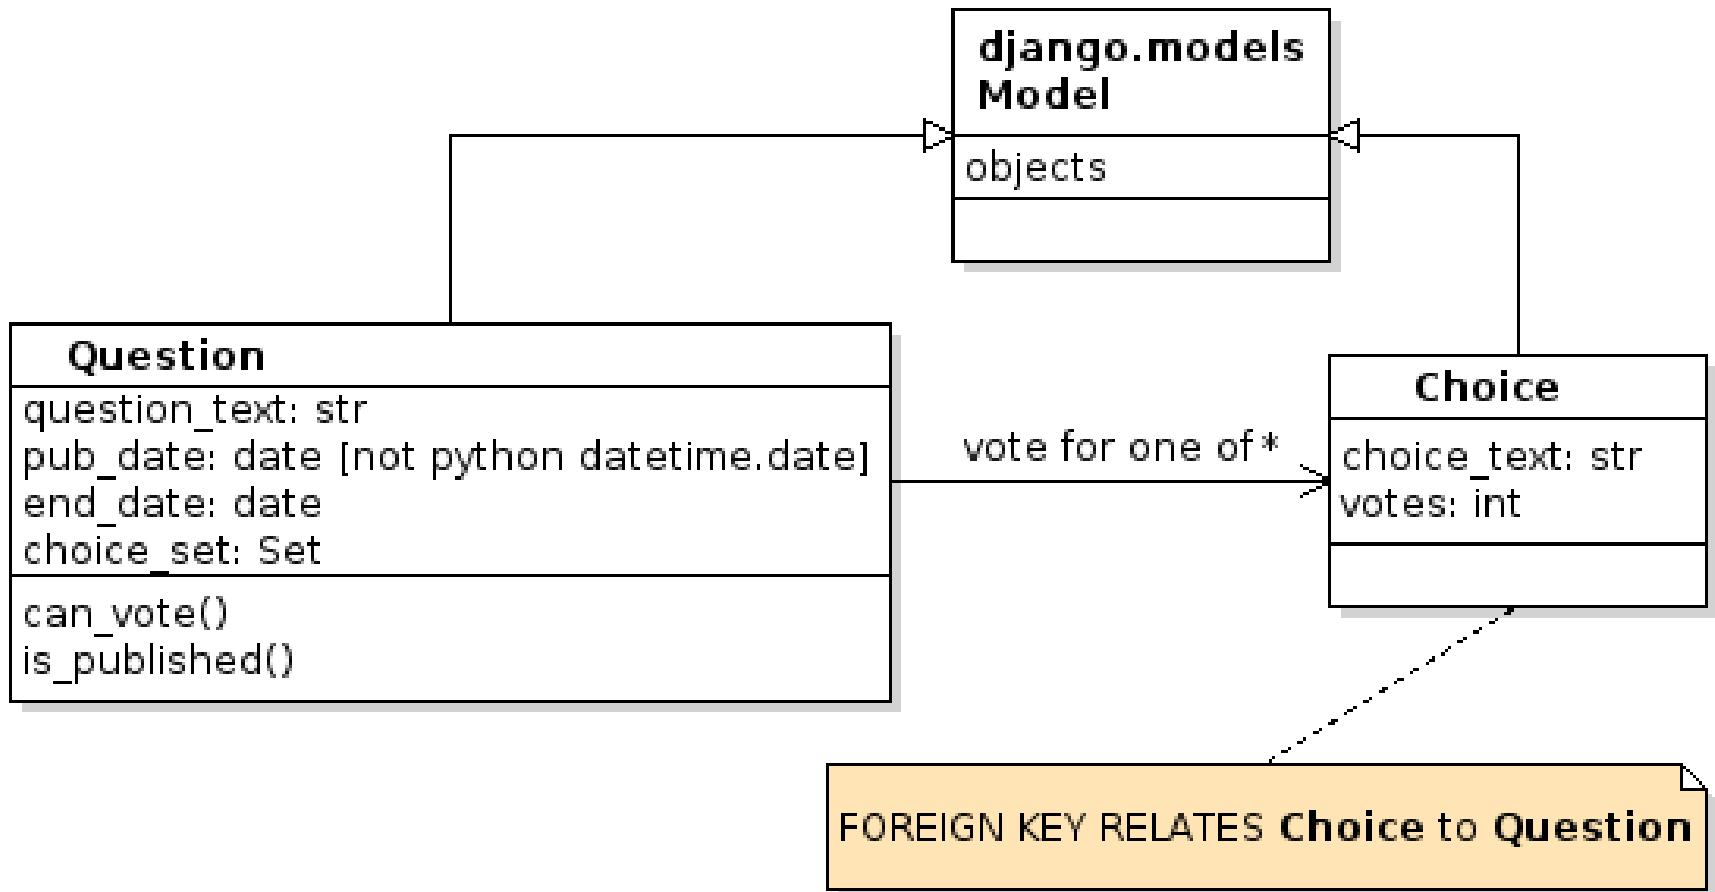 django.models
Model
objects
Question
question_text: str
pub_date: date [not python datetime.date]
end_date: date
choice_set: Set
can_vote()
is_published()
vote for one of *
Choice
choice_text: str
votes: int
FOREIGN KEY RELATES Choice to Question